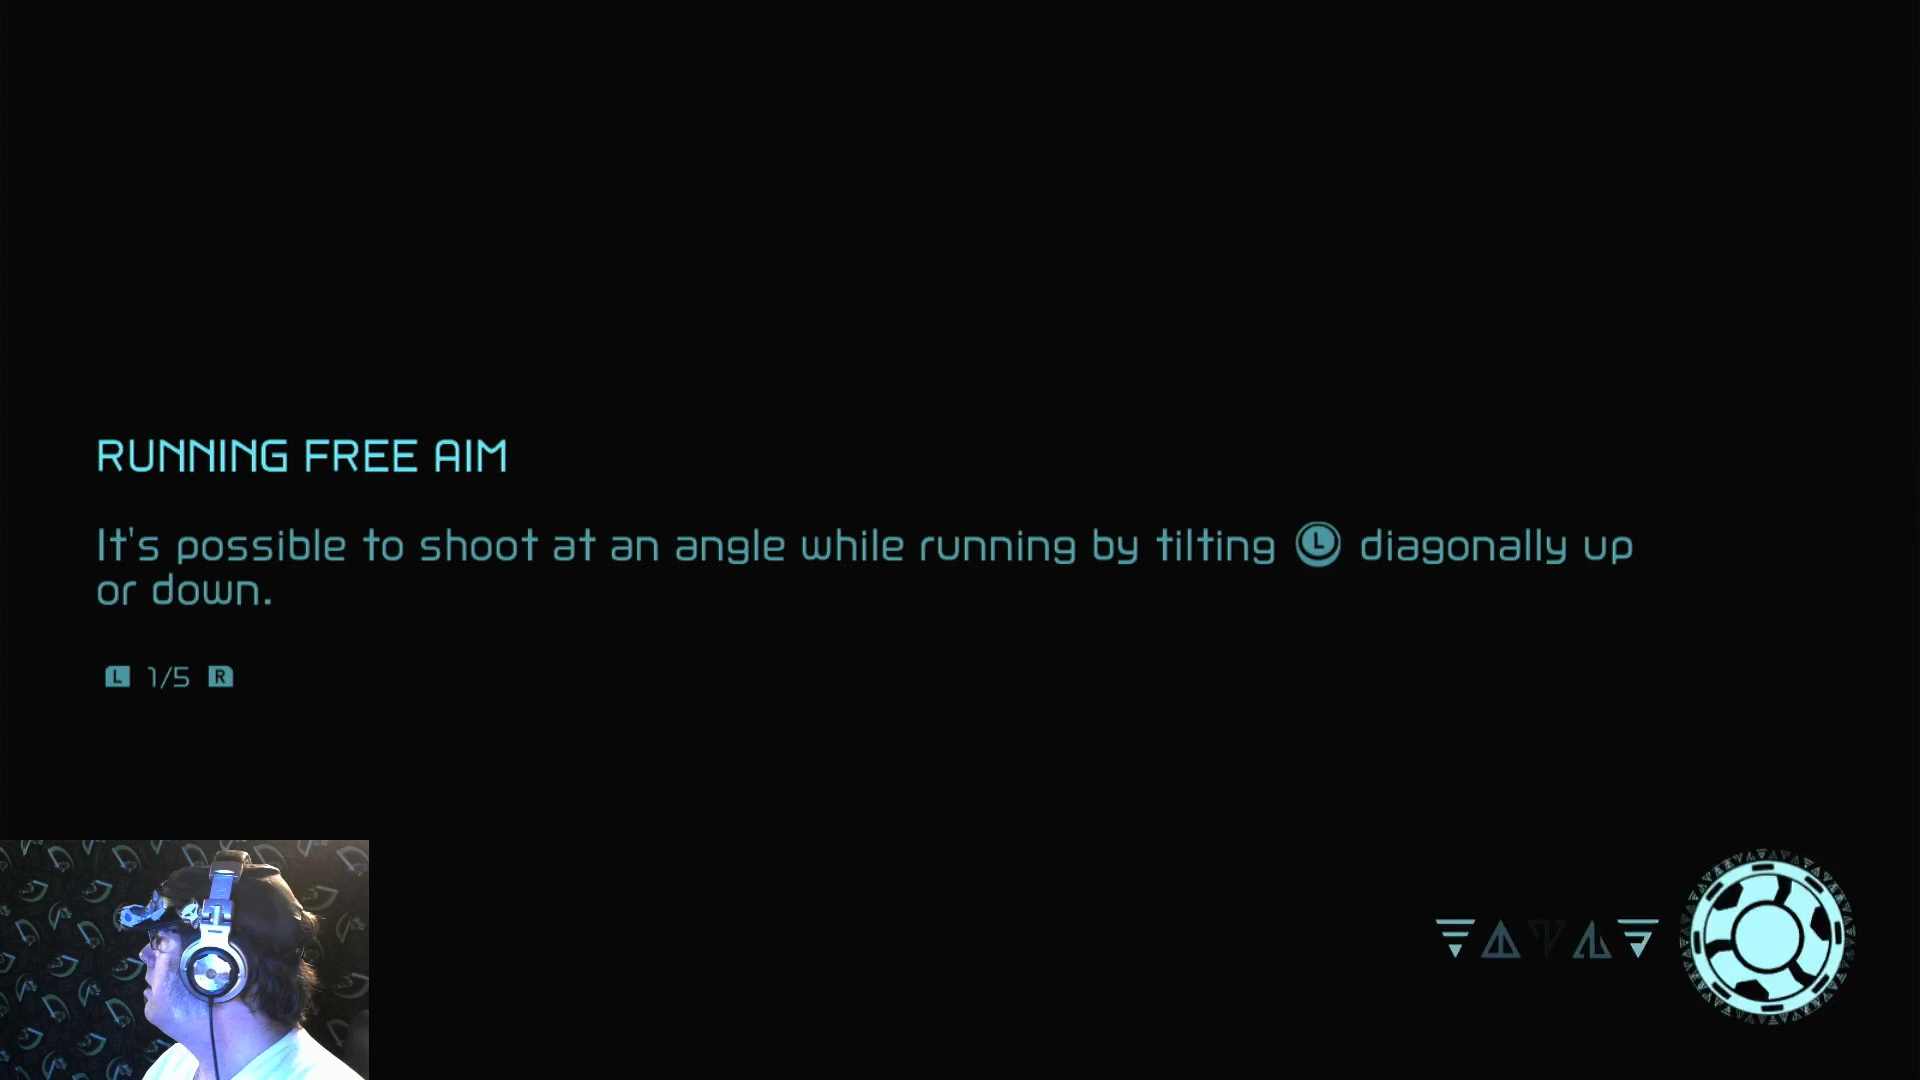 RUNNING FREE AIM
It's possible to shoot at an angle while running by tilting L diagonally up
or down.
L 1/5 R